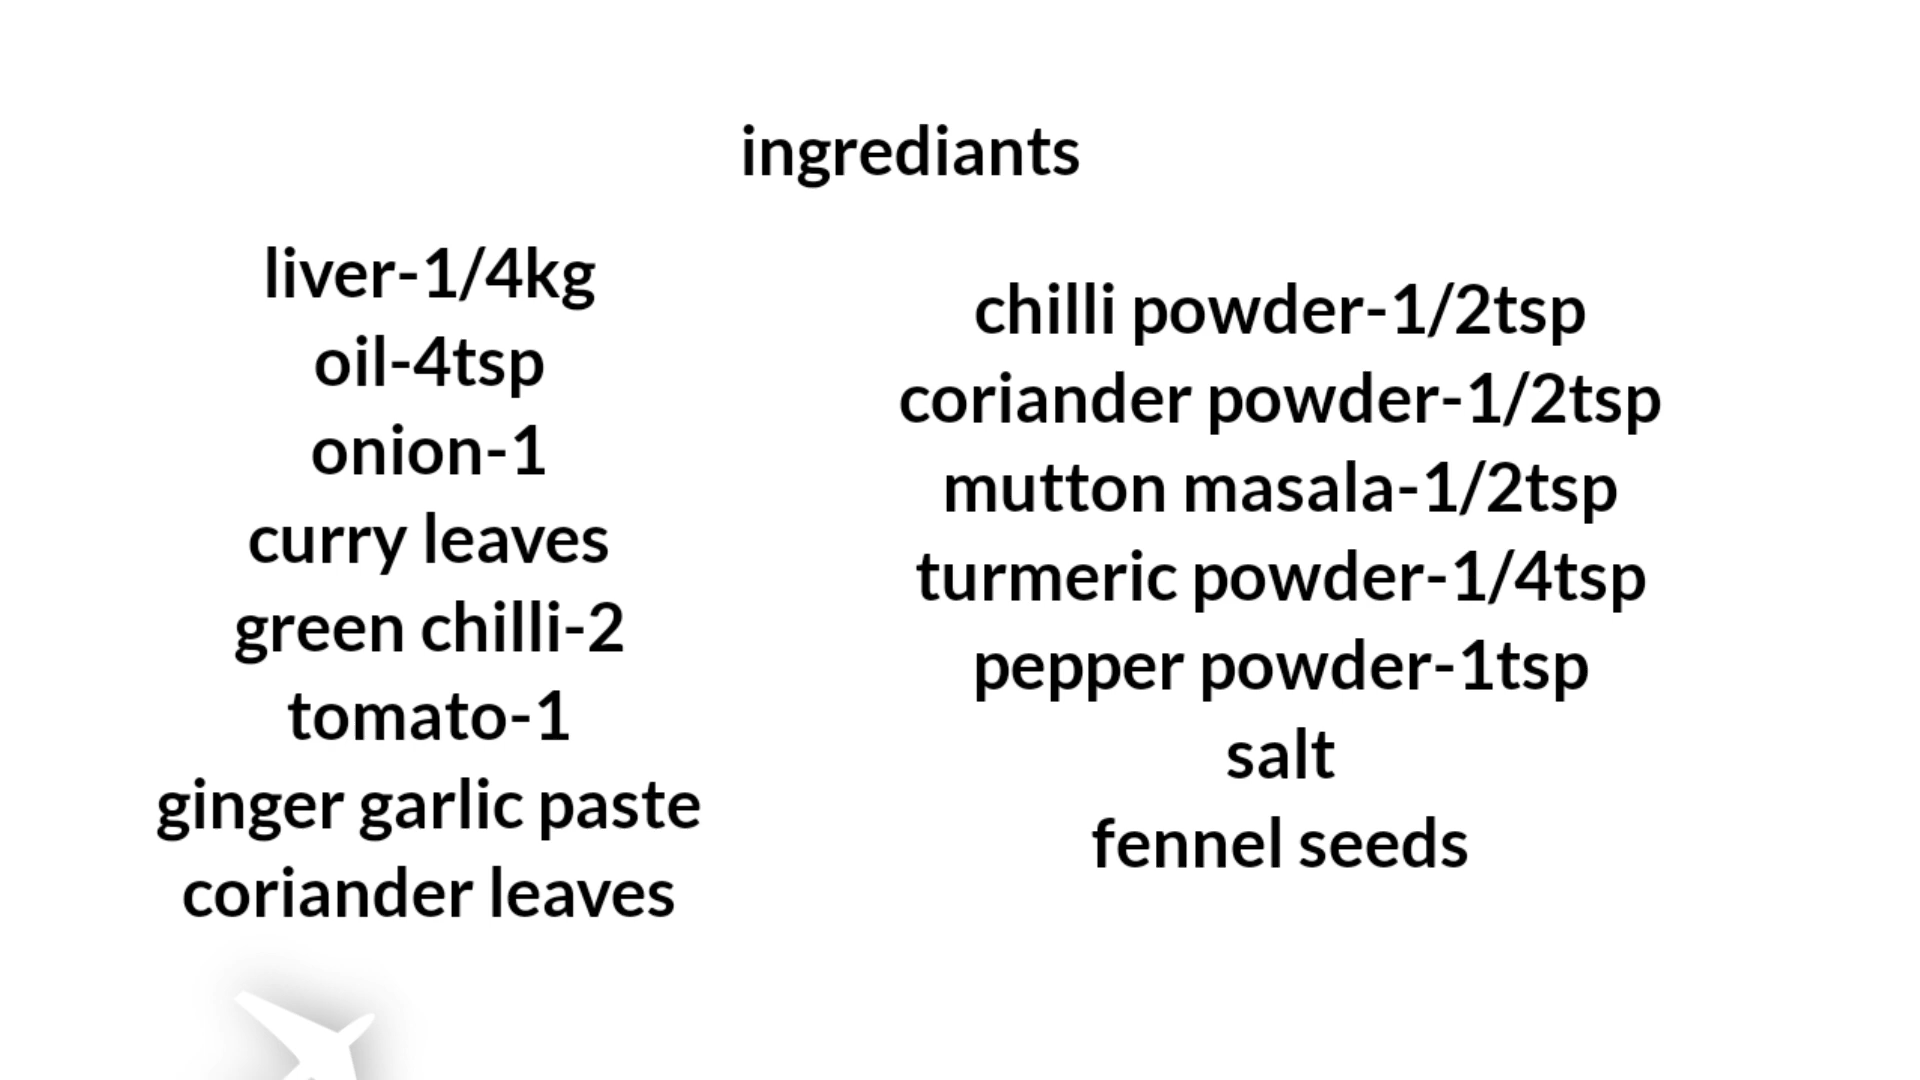 ingrediants
liver-1/4kg
oil-4tsp
onion-1
curry leaves
green chilli-2
tomato-1
ginger garlic paste
coriander leaves
chilli powder-1/2tsp
coriander powder-1/2tsp
mutton masala-1/2tsp
turmeric powder-1/4tsp
pepper powder-1tsp
salt
fennel seeds